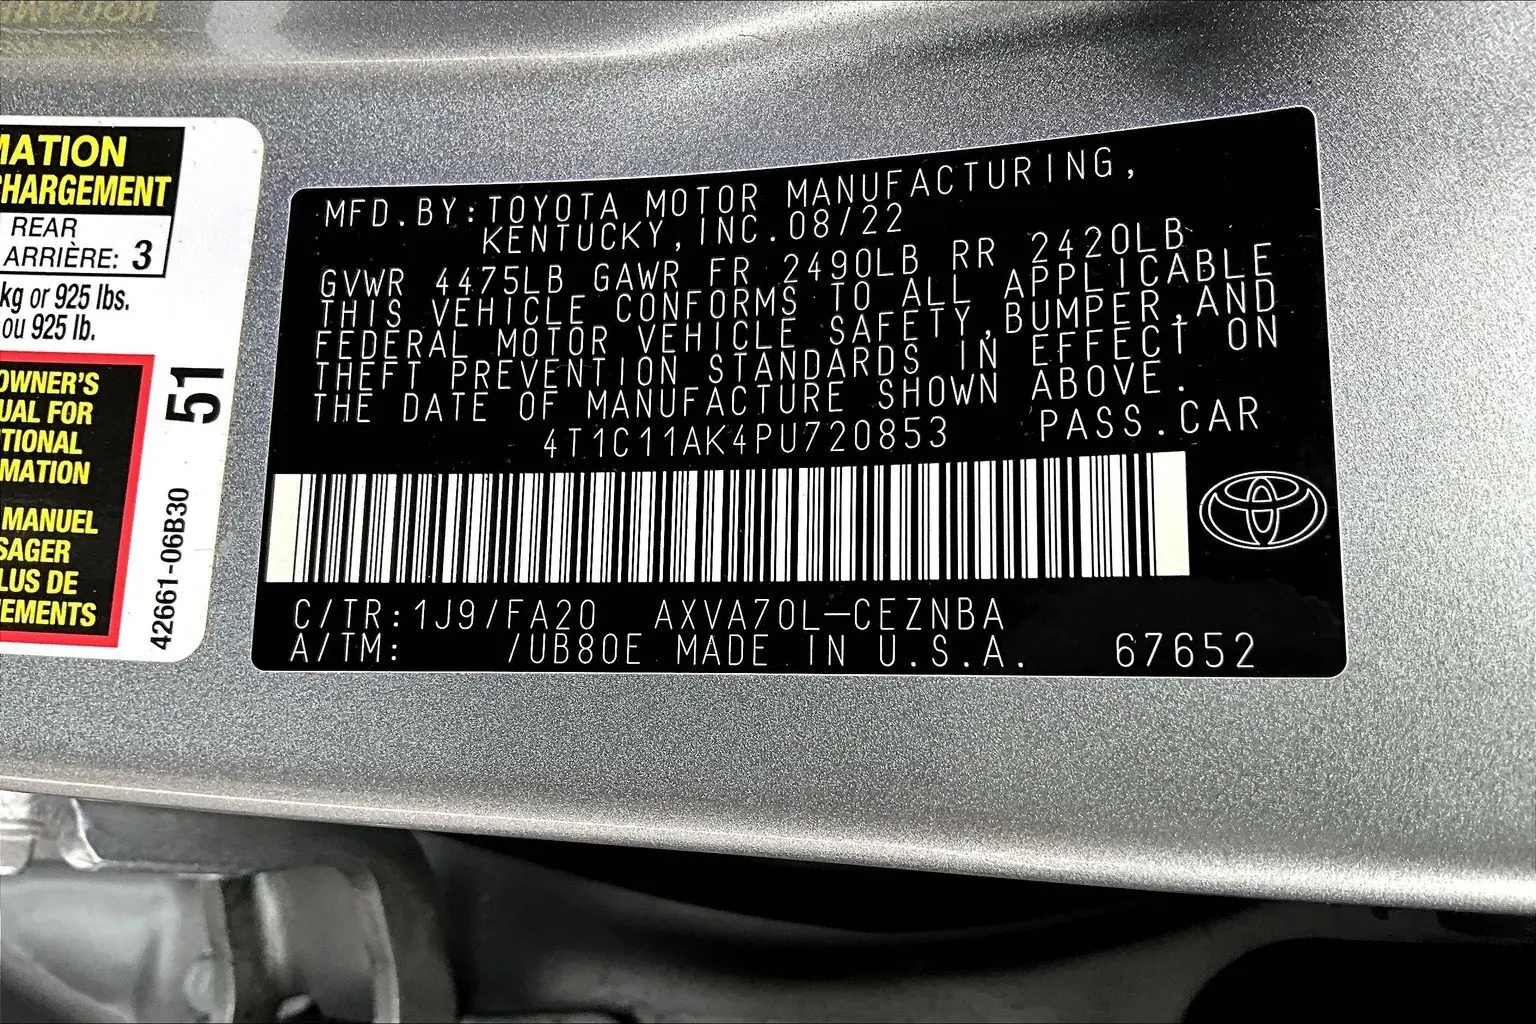 MATION
CHARGEMENT
REAR
ARRIÈRE: 3
kg or 925 lbs.
ou 925 lb.
OWNER'S
UAL FOR
TIONAL
MATION
MANUEL
SAGER
LUS DE
EMENTS
51
42661-06B30
MFD.BY:TOYOTA MOTOR MANUFACTURING,
KENTUCKY,INC.08/22
GVWR 4475LB GAWR FR 2490LB RR 2420LB
THIS VEHICLE CONFORMS TO ALL APPLICABLE
FEDERAL MOTOR VEHICLE SAFETY,BUMPER,AND
THEFT PREVENTION STANDARDS IN EFFECT ON
THE DATE OF MANUFACTURE SHOWN ABOVE.
4T1C11AK4PU720853 PASS.CAR
C/TR:1J9/FA20 AXVA70L-CEZNBA
A/TM: /UB80E MADE IN U.S.A. 67652